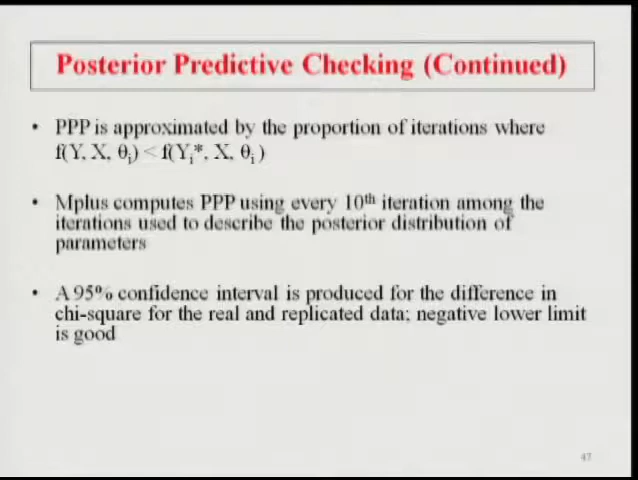 Posterior Predictive Checking (Continued)
• PPP is approximated by the proportion of iterations where
f(Y, X, θi) < f(Yi*, X, θi )
• Mplus computes PPP using every 10th iteration among the
iterations used to describe the posterior distribution of
parameters
• A 95% confidence interval is produced for the difference in
chi-square for the real and replicated data; negative lower limit
is good
47